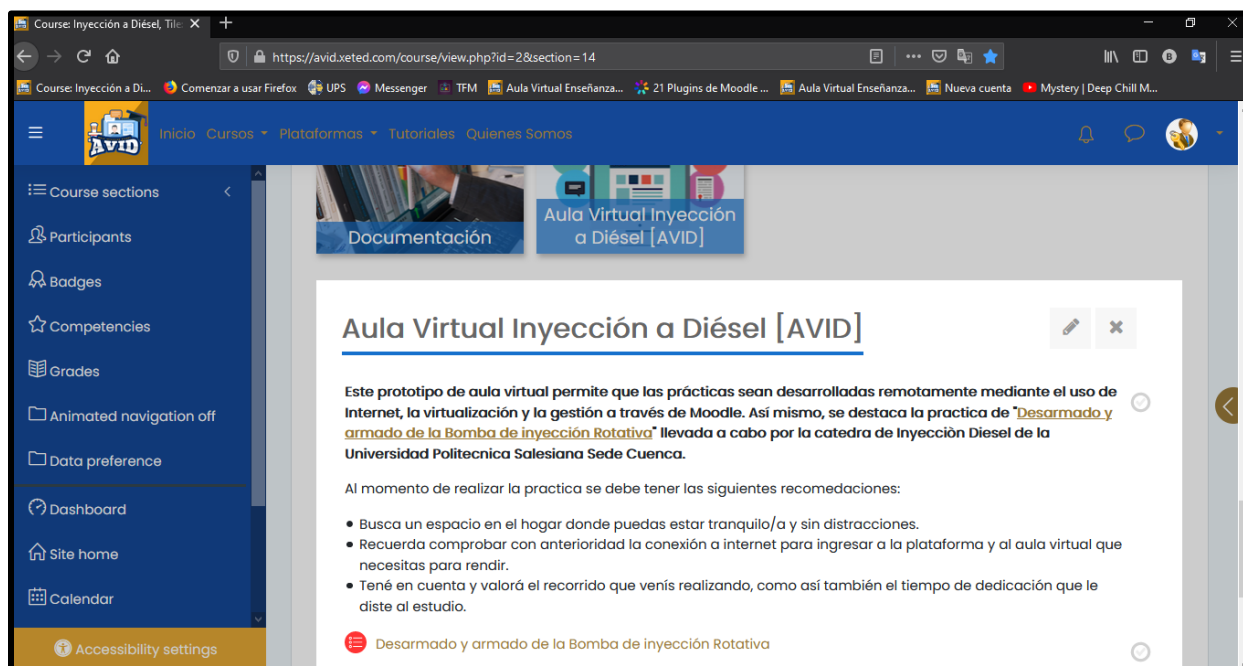 Course: Inyección a Diésel, Tile:
https://avid.xeted.com/course/view.php?id=2&section=14
Course: Inyección a Di... Comenzar a usar Firefox UPS Messenger TFM Aula Virtual Enseñanza... 21 Plugins de Moodle ... Aula Virtual Enseñanza... Nueva cuenta Mystery | Deep Chill M...
AVID Inicio Cursos Plataformas Tutoriales Quienes Somos
Course sections
Participants
Badges
Competencies
Grades
Animated navigation off
Data preference
Dashboard
Site home
Calendar
Accessibility settings
Documentación
Aula Virtual Inyección
a Diésel [AVID]
Aula Virtual Inyección a Diésel [AVID]
Este prototipo de aula virtual permite que las prácticas sean desarrolladas remotamente mediante el uso de
Internet, la virtualización y la gestión a través de Moodle. Así mismo, se destaca la practica de "Desarmado y
armado de la Bomba de inyección Rotativa" llevada a cabo por la catedra de Inyecciòn Diesel de la
Universidad Politecnica Salesiana Sede Cuenca.
Al momento de realizar la practica se debe tener las siguientes recomedaciones:
• Busca un espacio en el hogar donde puedas estar tranquilo/a y sin distracciones.
• Recuerda comprobar con anterioridad la conexión a internet para ingresar a la plataforma y al aula virtual que
necesitas para rendir.
• Tené en cuenta y valorá el recorrido que venís realizando, como así también el tiempo de dedicación que le
diste al estudio.
Desarmado y armado de la Bomba de inyección Rotativa